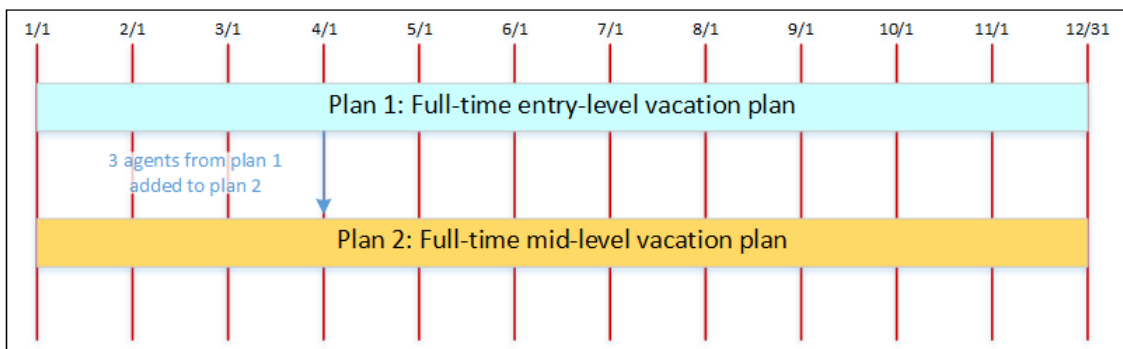 1/1 2/1 3/1 4/1 5/1 6/1 7/1 8/1 9/1 10/1 11/1 12/31
Plan 1: Full-time entry-level vacation plan
3 agents from plan 1
added to plan 2
Plan 2: Full-time mid-level vacation plan